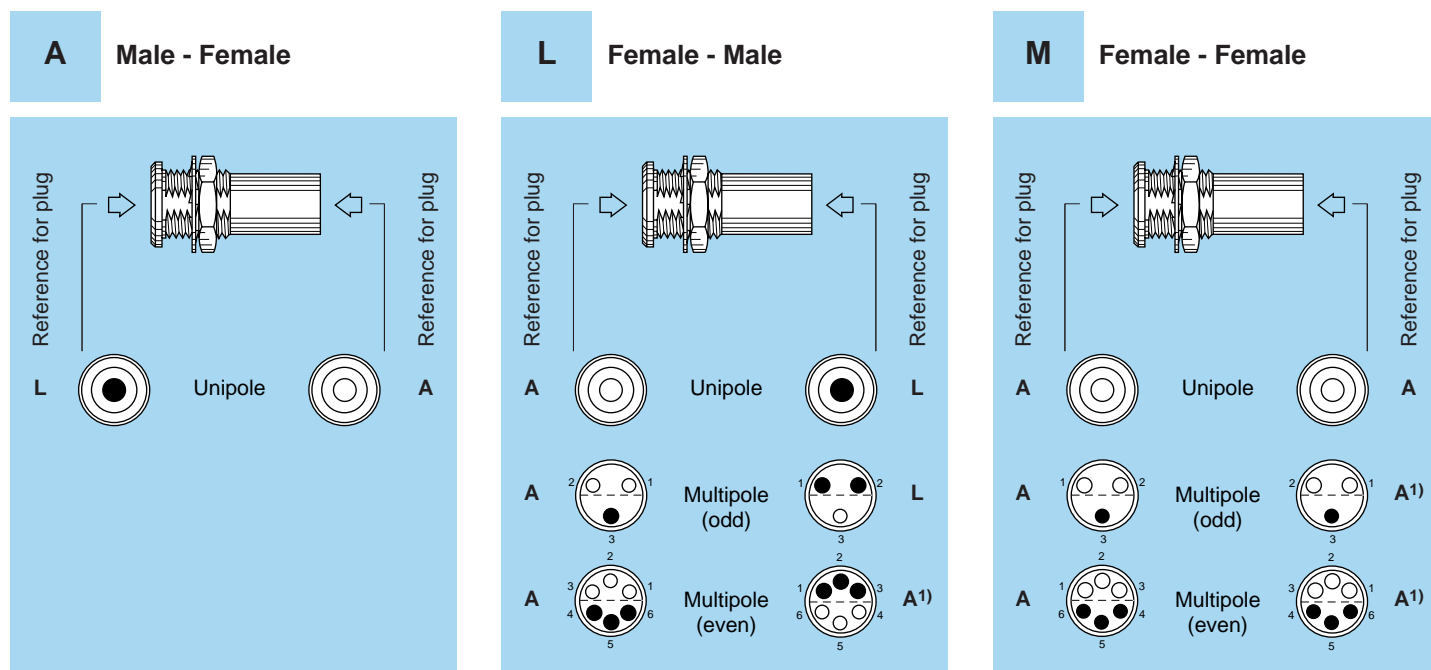 A Male - Female
Reference for plug
Reference for plug
L Unipole A
L Female - Male
Reference for plug
Reference for plug
A Unipole L
A 2 1 3 Multipole 1 2 3 L
(odd)
A 2 3 1 4 6 5 Multipole 2 1 3 6 4 5 A1)
(even)
M Female - Female
Reference for plug
Reference for plug
A Unipole A
A 1 2 3 Multipole 2 1 3 A1)
(odd)
A 2 1 3 6 4 5 Multipole 2 3 1 4 6 5 A1)
(even)